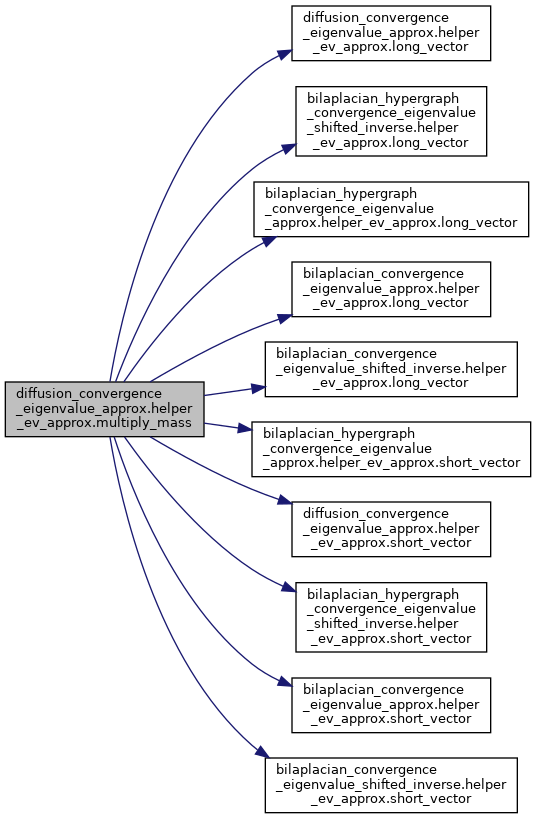 diffusion_convergence
_eigenvalue_approx.helper
_ev_approx.long_vector
bilaplacian_hypergraph
_convergence_eigenvalue
_shifted_inverse.helper
_ev_approx.long_vector
bilaplacian_hypergraph
_convergence_eigenvalue
_approx.helper_ev_approx.long_vector
bilaplacian_convergence
_eigenvalue_approx.helper
_ev_approx.long_vector
bilaplacian_convergence
_eigenvalue_shifted_inverse.helper
_ev_approx.long_vector
diffusion_convergence
_eigenvalue_approx.helper
_ev_approx.multiply_mass
bilaplacian_hypergraph
_convergence_eigenvalue
_approx.helper_ev_approx.short_vector
diffusion_convergence
_eigenvalue_approx.helper
_ev_approx.short_vector
bilaplacian_hypergraph
_convergence_eigenvalue
_shifted_inverse.helper
_ev_approx.short_vector
bilaplacian_convergence
_eigenvalue_approx.helper
_ev_approx.short_vector
bilaplacian_convergence
_eigenvalue_shifted_inverse.helper
_ev_approx.short_vector